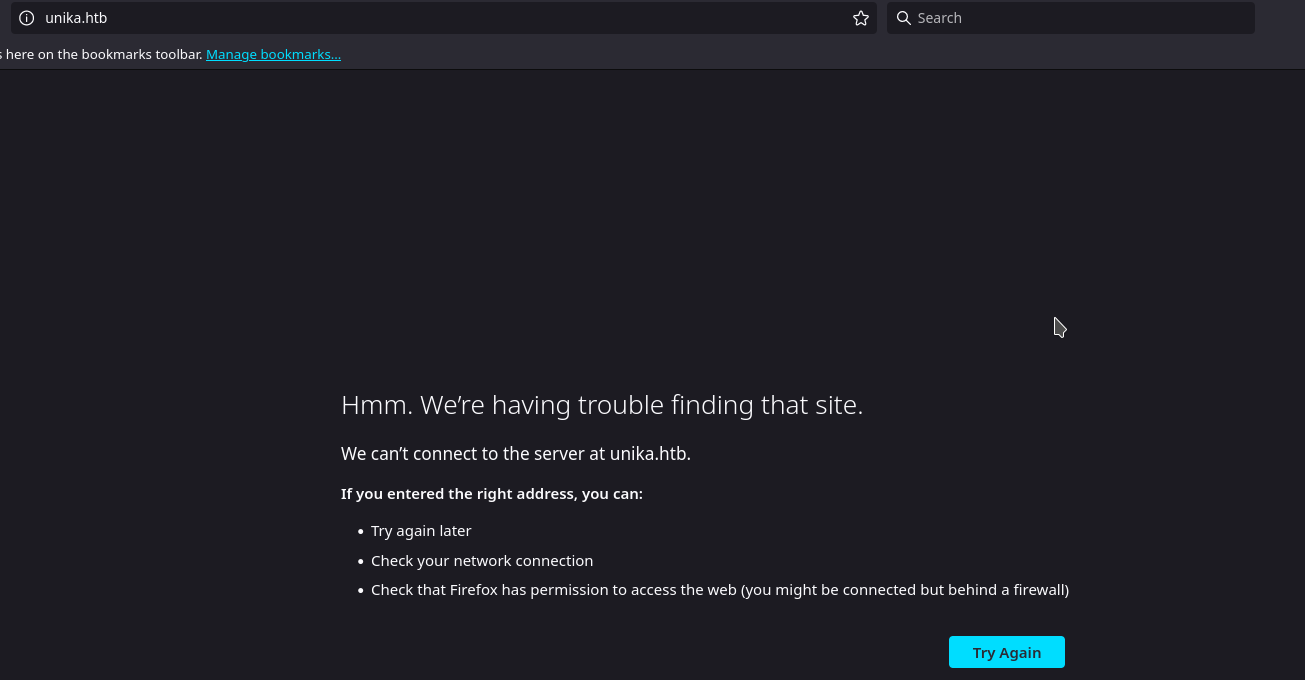 unika.htb
Search
s here on the bookmarks toolbar. Manage bookmarks...
Hmm. We’re having trouble finding that site.
We can’t connect to the server at unika.htb.
If you entered the right address, you can:
• Try again later
• Check your network connection
• Check that Firefox has permission to access the web (you might be connected but behind a firewall)
Try Again